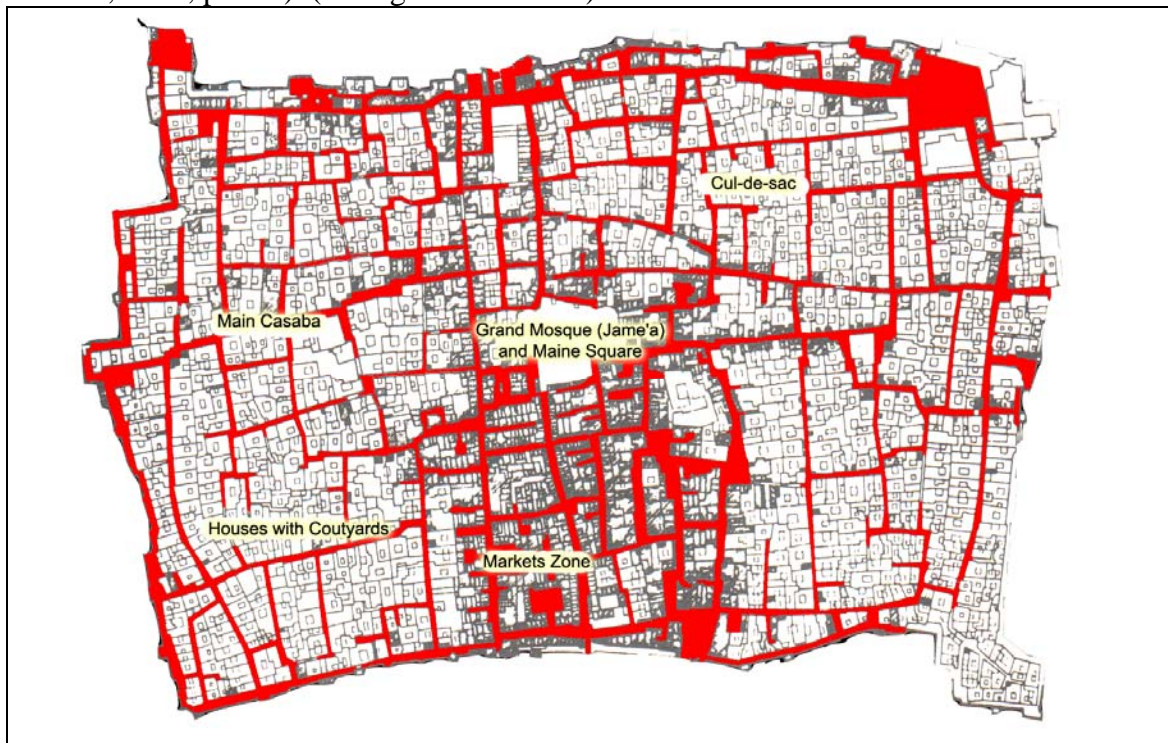 Cul-de-sac
Main Casaba
Grand Mosque (Jame'a)
and Maine Square
Houses with Coutyards
Markets Zone